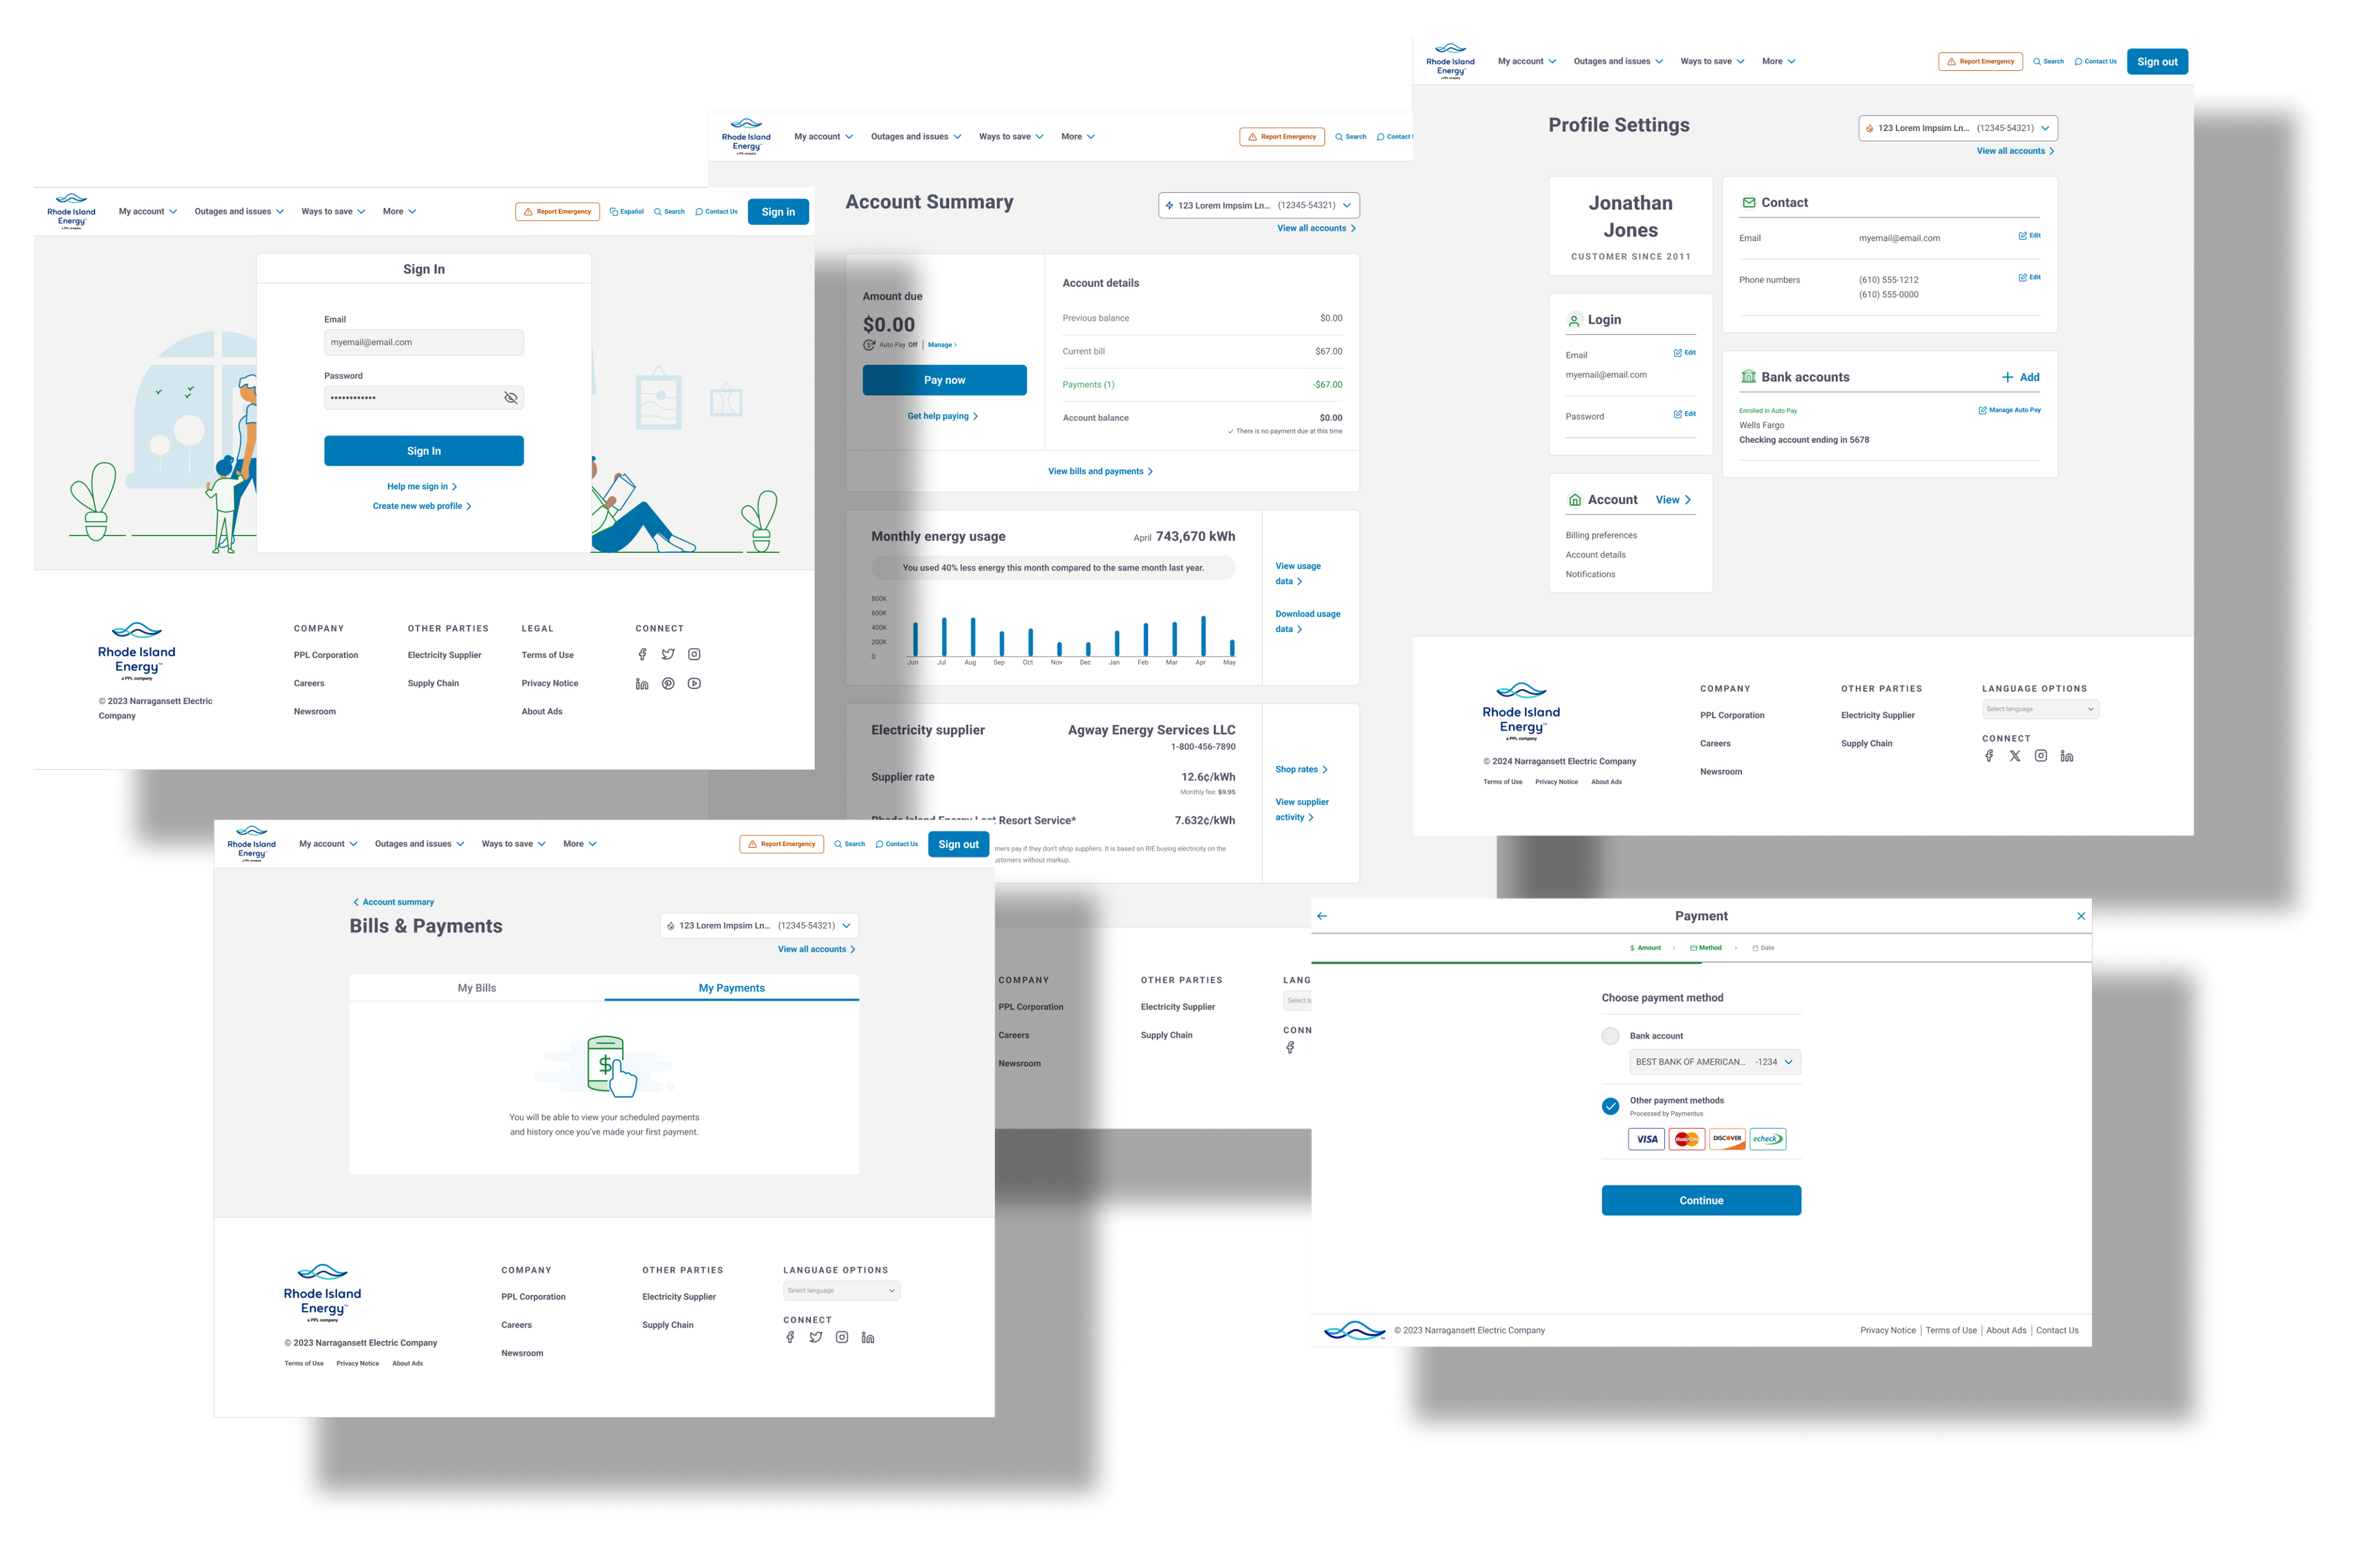 Rhode Island
Energy™
a PPL company
My account
Outages and issues
Ways to save
More
Report Emergency
Español
Search
Contact Us
Sign in
Sign In
Email
myemail@email.com
Password
••••••••••••
Sign In
Help me sign in
Create new web profile
Rhode Island
Energy™
a PPL company
© 2023 Narragansett Electric
Company
COMPANY
PPL Corporation
Careers
Newsroom
OTHER PARTIES
Electricity Supplier
Supply Chain
LEGAL
Terms of Use
Privacy Notice
About Ads
CONNECT
Rhode Island
Energy™
a PPL company
My account
Outages and issues
Ways to save
More
Report Emergency
Search
Contact
Account Summary
123 Lorem Impsim Ln... (12345-54321)
View all accounts
Amount due
$0.00
Auto Pay Off | Manage
Pay now
Get help paying
Account details
Previous balance $0.00
Current bill $67.00
Payments (1) -$67.00
Account balance $0.00
There is no payment due at this time
View bills and payments
Monthly energy usage
April 743,670 kWh
You used 40% less energy this month compared to the same month last year.
800K
600K
400K
200K
0
Jun Jul Aug Sep Oct Nov Dec Jan Feb Mar Apr May
View usage
data
Download usage
data
Electricity supplier
Agway Energy Services LLC
1-800-456-7890
Supplier rate
12.6¢/kWh
Monthly fee: $9.95
Resort Service* 7.632¢/kWh
pay if they don't shop suppliers. It is based on RIE buying electricity on the
without markup.
Shop rates
View supplier
activity
COMPANY
PPL Corporation
Careers
Newsroom
OTHER PARTIES
Electricity Supplier
Supply Chain
Rhode Island
Energy™
a PPL company
My account
Outages and issues
Ways to save
More
Report Emergency
Search
Contact Us
Sign out
Profile Settings
123 Lorem Impsim Ln... (12345-54321)
View all accounts
Jonathan
Jones
CUSTOMER SINCE 2011
Login
Email
Edit
myemail@email.com
Password
Edit
Account
View
Billing preferences
Account details
Notifications
Contact
Email myemail@email.com Edit
Phone numbers (610) 555-1212 Edit
(610) 555-0000
Bank accounts
+ Add
Enrolled in Auto Pay
Manage Auto Pay
Wells Fargo
Checking account ending in 5678
Rhode Island
Energy™
a PPL company
© 2024 Narragansett Electric Company
Terms of Use
Privacy Notice
About Ads
COMPANY
PPL Corporation
Careers
Newsroom
OTHER PARTIES
Electricity Supplier
Supply Chain
LANGUAGE OPTIONS
Select language
CONNECT
Rhode Island
Energy™
a PPL company
My account
Outages and issues
Ways to save
More
Report Emergency
Search
Contact Us
Sign out
Account summary
Bills & Payments
123 Lorem Impsim Ln... (12345-54321)
View all accounts
My Bills
My Payments
$
You will be able to view your scheduled payments
and history once you've made your first payment.
Rhode Island
Energy™
a PPL company
© 2023 Narragansett Electric Company
Terms of Use
Privacy Notice
About Ads
COMPANY
PPL Corporation
Careers
Newsroom
OTHER PARTIES
Electricity Supplier
Supply Chain
LANGUAGE OPTIONS
Select language
CONNECT
Payment
$ Amount
Method
Date
Choose payment method
Bank account
BEST BANK OF AMERICAN... -1234
Other payment methods
Processed by Paymentus
VISA
MasterCard
DISCOVER
echeck
Continue
© 2023 Narragansett Electric Company
Privacy Notice | Terms of Use | About Ads | Contact Us